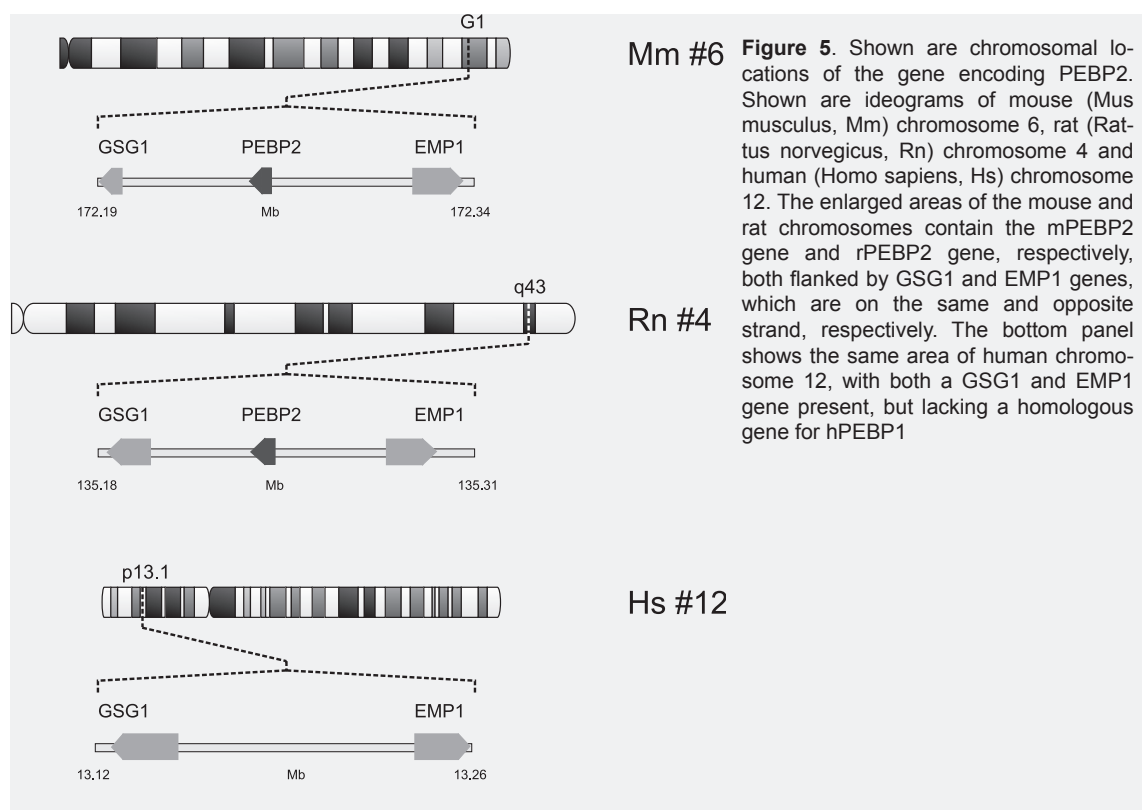 G1
Mm #6
GSG1 PEBP2 EMP1
172.19 Mb 172.34
q43
Rn #4
GSG1 PEBP2 EMP1
135.18 Mb 135.31
p13.1
Hs #12
GSG1 EMP1
13.12 Mb 13.26
Figure 5. Shown are chromosomal lo-
cations of the gene encoding PEBP2.
Shown are ideograms of mouse (Mus
musculus, Mm) chromosome 6, rat (Rat-
tus norvegicus, Rn) chromosome 4 and
human (Homo sapiens, Hs) chromosome
12. The enlarged areas of the mouse and
rat chromosomes contain the mPEBP2
gene and rPEBP2 gene, respectively,
both flanked by GSG1 and EMP1 genes,
which are on the same and opposite
strand, respectively. The bottom panel
shows the same area of human chromo-
some 12, with both a GSG1 and EMP1
gene present, but lacking a homologous
gene for hPEBP1